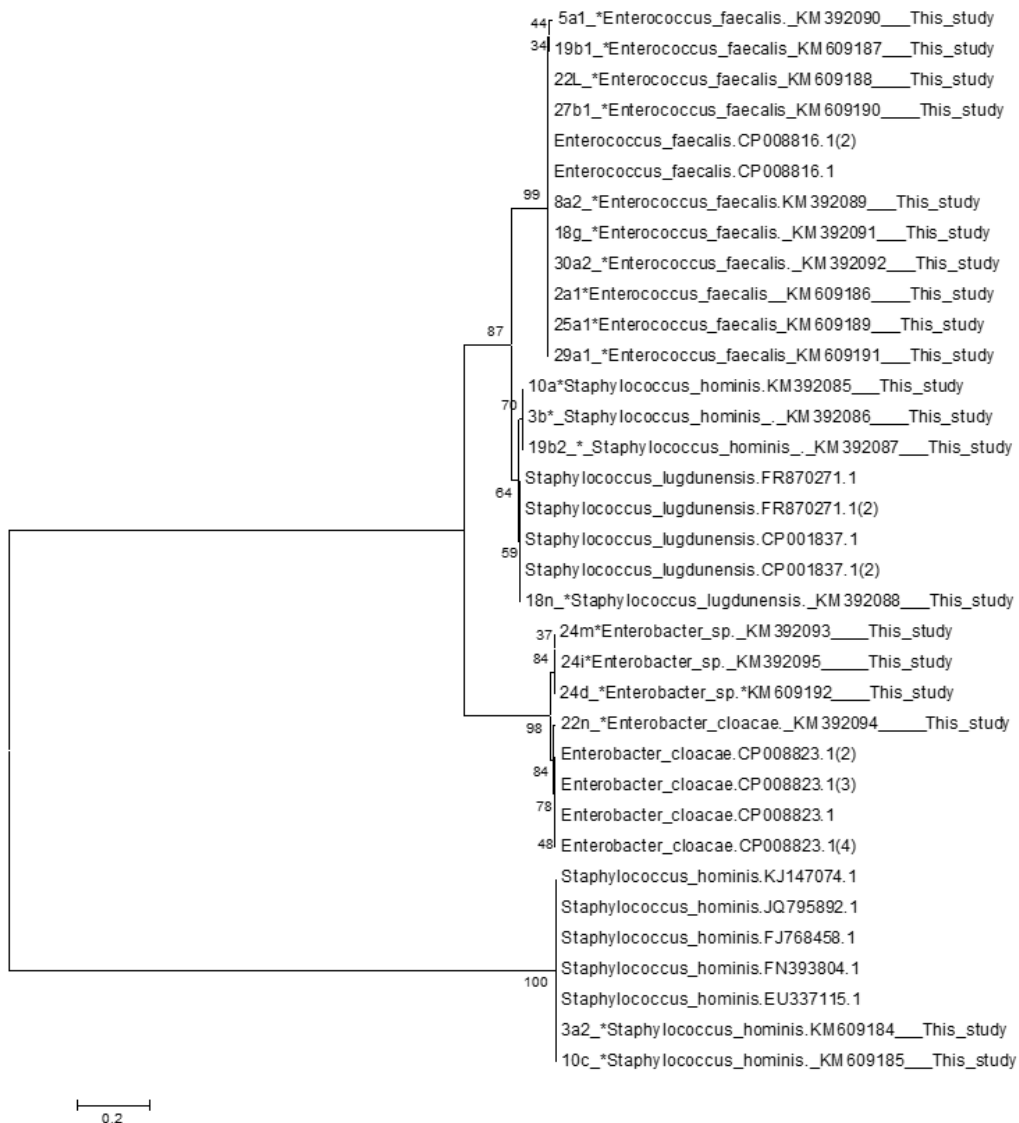 44
5a1_*Enterococcus_faecalis._KM392090___This_study
34
19b1_*Enterococcus_faecalis_KM609187____This_study
22L_*Enterococcus_faecalis_KM609188____This_study
27b1_*Enterococcus_faecalis_KM609190____This_study
Enterococcus_faecalis.CP008816.1(2)
Enterococcus_faecalis.CP008816.1
99
8a2_*Enterococcus_faecalis.KM392089___This_study
18g_*Enterococcus_faecalis._KM392091___This_study
30a2_*Enterococcus_faecalis._KM392092___This_study
2a1*Enterococcus_faecalis__KM609186____This_study
25a1*Enterococcus_faecalis_KM609189___This_study
87
29a1_*Enterococcus_faecalis_KM609191____This_study
10a*Staphylococcus_hominis.KM392085___This_study
70
3b*_Staphylococcus_hominis_._KM392086____This_study
19b2_*_Staphylococcus_hominis_._KM392087___This_study
Staphylococcus_lugdunensis.FR870271.1
64
Staphylococcus_lugdunensis.FR870271.1(2)
Staphylococcus_lugdunensis.CP001837.1
59
Staphylococcus_lugdunensis.CP001837.1(2)
18n_*Staphylococcus_lugdunensis._KM392088___This_study
37
24m*Enterobacter_sp._KM392093____This_study
84
24i*Enterobacter_sp._KM392095_____This_study
24d_*Enterobacter_sp.*KM609192____This_study
98
22n_*Enterobacter_cloacae._KM392094_____This_study
Enterobacter_cloacae.CP008823.1(2)
84
Enterobacter_cloacae.CP008823.1(3)
78
Enterobacter_cloacae.CP008823.1
48
Enterobacter_cloacae.CP008823.1(4)
Staphylococcus_hominis.KJ147074.1
Staphylococcus_hominis.JQ795892.1
Staphylococcus_hominis.FJ768458.1
Staphylococcus_hominis.FN393804.1
100
Staphylococcus_hominis.EU337115.1
3a2_*Staphylococcus_hominis.KM609184___This_study
10c_*Staphylococcus_hominis._KM609185___This_study
0.2